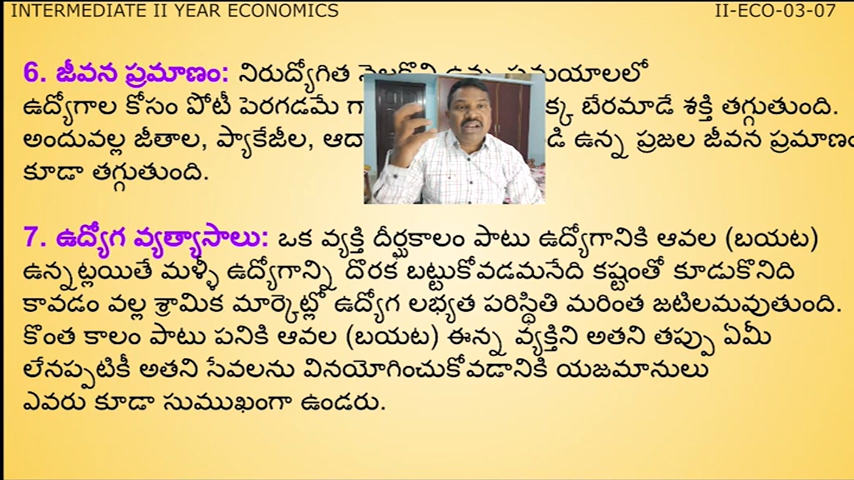 INTERMEDIATE II YEAR ECONOMICS
II-ECO-03-07
6. జీవన ప్రమాణం: నిరుద్యోగిత
ఉద్యోగాల కోసం పోటీ పెరగడమే బేరమాడే శక్తి తగ్గుతుంది.
అందువల్ల జీతాల, ప్యాకేజీల, ఉన్న ప్రజల జీవన ప్రమాణం
కూడా తగ్గుతుంది.
7. ఉద్యోగ వ్యత్యాసాలు: ఒక వ్యక్తి దీర్ఘకాలం పాటు ఉద్యోగానికి ఆవల (బయట)
ఉన్నట్లయితే మళ్ళీ ఉద్యోగాన్ని దొరక బట్టుకోవడమనేది కష్టంతో కూడుకొనిది
కావడం వల్ల శ్రామిక మార్కెట్లో ఉద్యోగ లభ్యత పరిస్థితి మరింత జటిలమవుతుంది.
కొంత కాలం పాటు పనికి ఆవల (బయట) ఈన్న వ్యక్తిని అతని తప్పు ఏమీ
లేనప్పటికీ అతని సేవలను వినయోగించుకోవడానికి యజమానులు
ఎవరు కూడా సుముఖంగా ఉండరు.